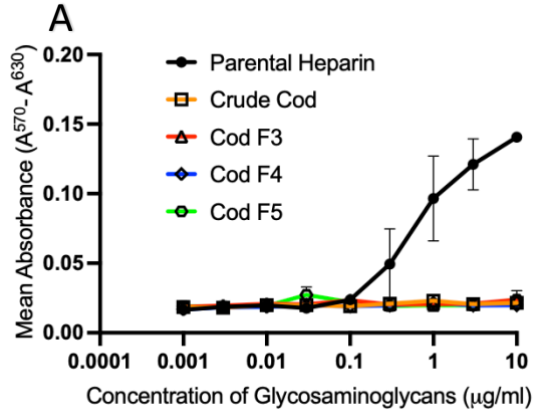 A
Parental Heparin
Crude Cod
Cod F3
Cod F4
Cod F5
Mean Absorbance (A⁵⁷⁰- A⁶³⁰)
0.20
0.15
0.10
0.05
0.00
0.0001 0.001 0.01 0.1 1 10
Concentration of Glycosaminoglycans (μg/ml)